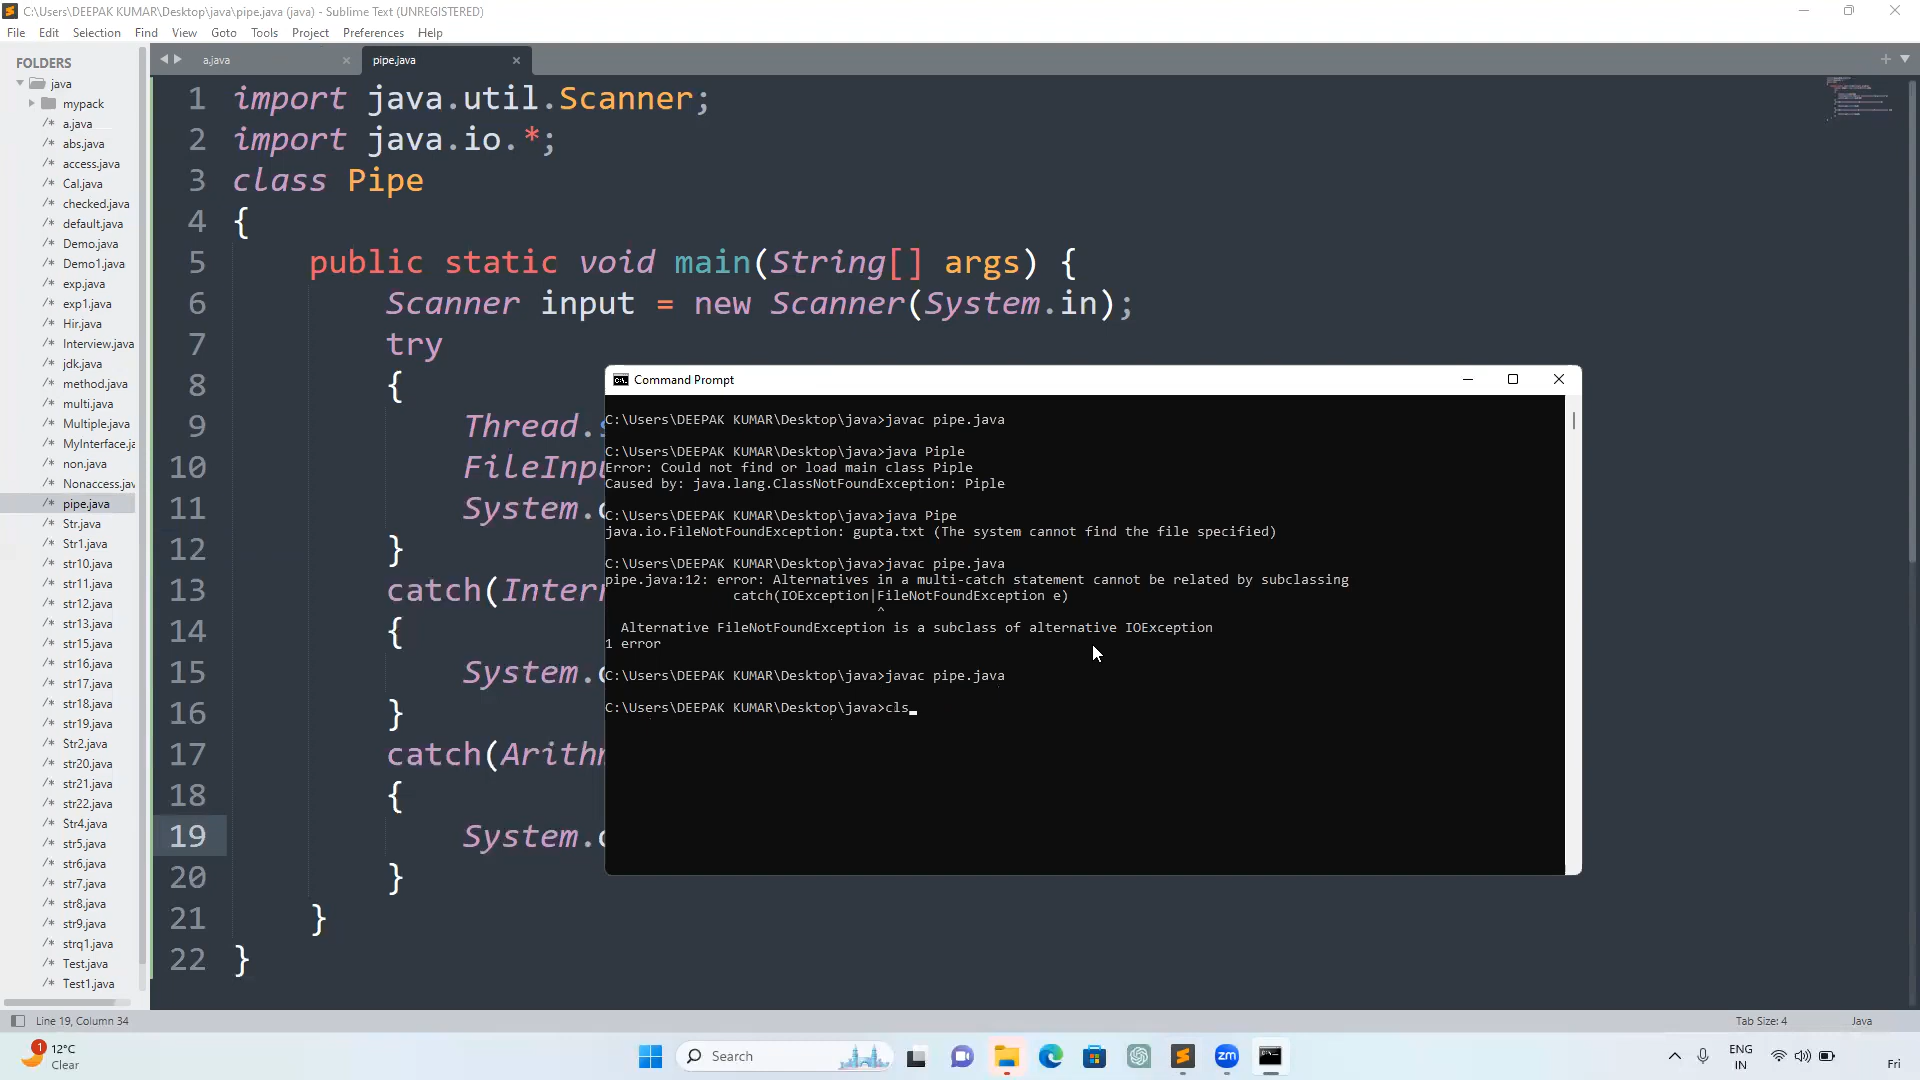 C:\Users\DEEPAK KUMAR\Desktop\java\pipe.java (java) - Sublime Text (UNREGISTERED)
File Edit Selection Find View Goto Tools Project Preferences Help
FOLDERS
java
mypack
a.java
abs.java
access.java
Cal.java
checked.java
default.java
Demo.java
Demo1.java
exp.java
exp1.java
Hir.java
Interview.java
jdk.java
method.java
multi.java
Multiple.java
MyInterface.ja
non.java
Nonaccess.jav
pipe.java
Str.java
Str1.java
str10.java
str11.java
str12.java
str13.java
str15.java
str16.java
str17.java
str18.java
str19.java
Str2.java
str20.java
str21.java
str22.java
Str4.java
str5.java
str6.java
str7.java
str8.java
str9.java
strq1.java
Test.java
Test1.java
a.java
pipe.java
1 import java.util.Scanner;
2 import java.io.*;
3 class Pipe
4 {
5 public static void main(String[] args) {
6 Scanner input = new Scanner(System.in);
7 try
8 {
9 Thread.s
10 FileInpu
11 System.o
12 }
13 catch(Interr
14 {
15 System.o
16 }
17 catch(Arithm
18 {
19 System.o
20 }
21 }
22 }
Command Prompt
C:\Users\DEEPAK KUMAR\Desktop\java>javac pipe.java
C:\Users\DEEPAK KUMAR\Desktop\java>java Piple
Error: Could not find or load main class Piple
Caused by: java.lang.ClassNotFoundException: Piple
C:\Users\DEEPAK KUMAR\Desktop\java>java Pipe
java.io.FileNotFoundException: gupta.txt (The system cannot find the file specified)
C:\Users\DEEPAK KUMAR\Desktop\java>javac pipe.java
pipe.java:12: error: Alternatives in a multi-catch statement cannot be related by subclassing
catch(IOException|FileNotFoundException e)
^
Alternative FileNotFoundException is a subclass of alternative IOException
1 error
C:\Users\DEEPAK KUMAR\Desktop\java>javac pipe.java
C:\Users\DEEPAK KUMAR\Desktop\java>cls
Line 19, Column 34
Tab Size: 4
Java
1
12°C
Clear
Search
zm
ENG
IN
Fri